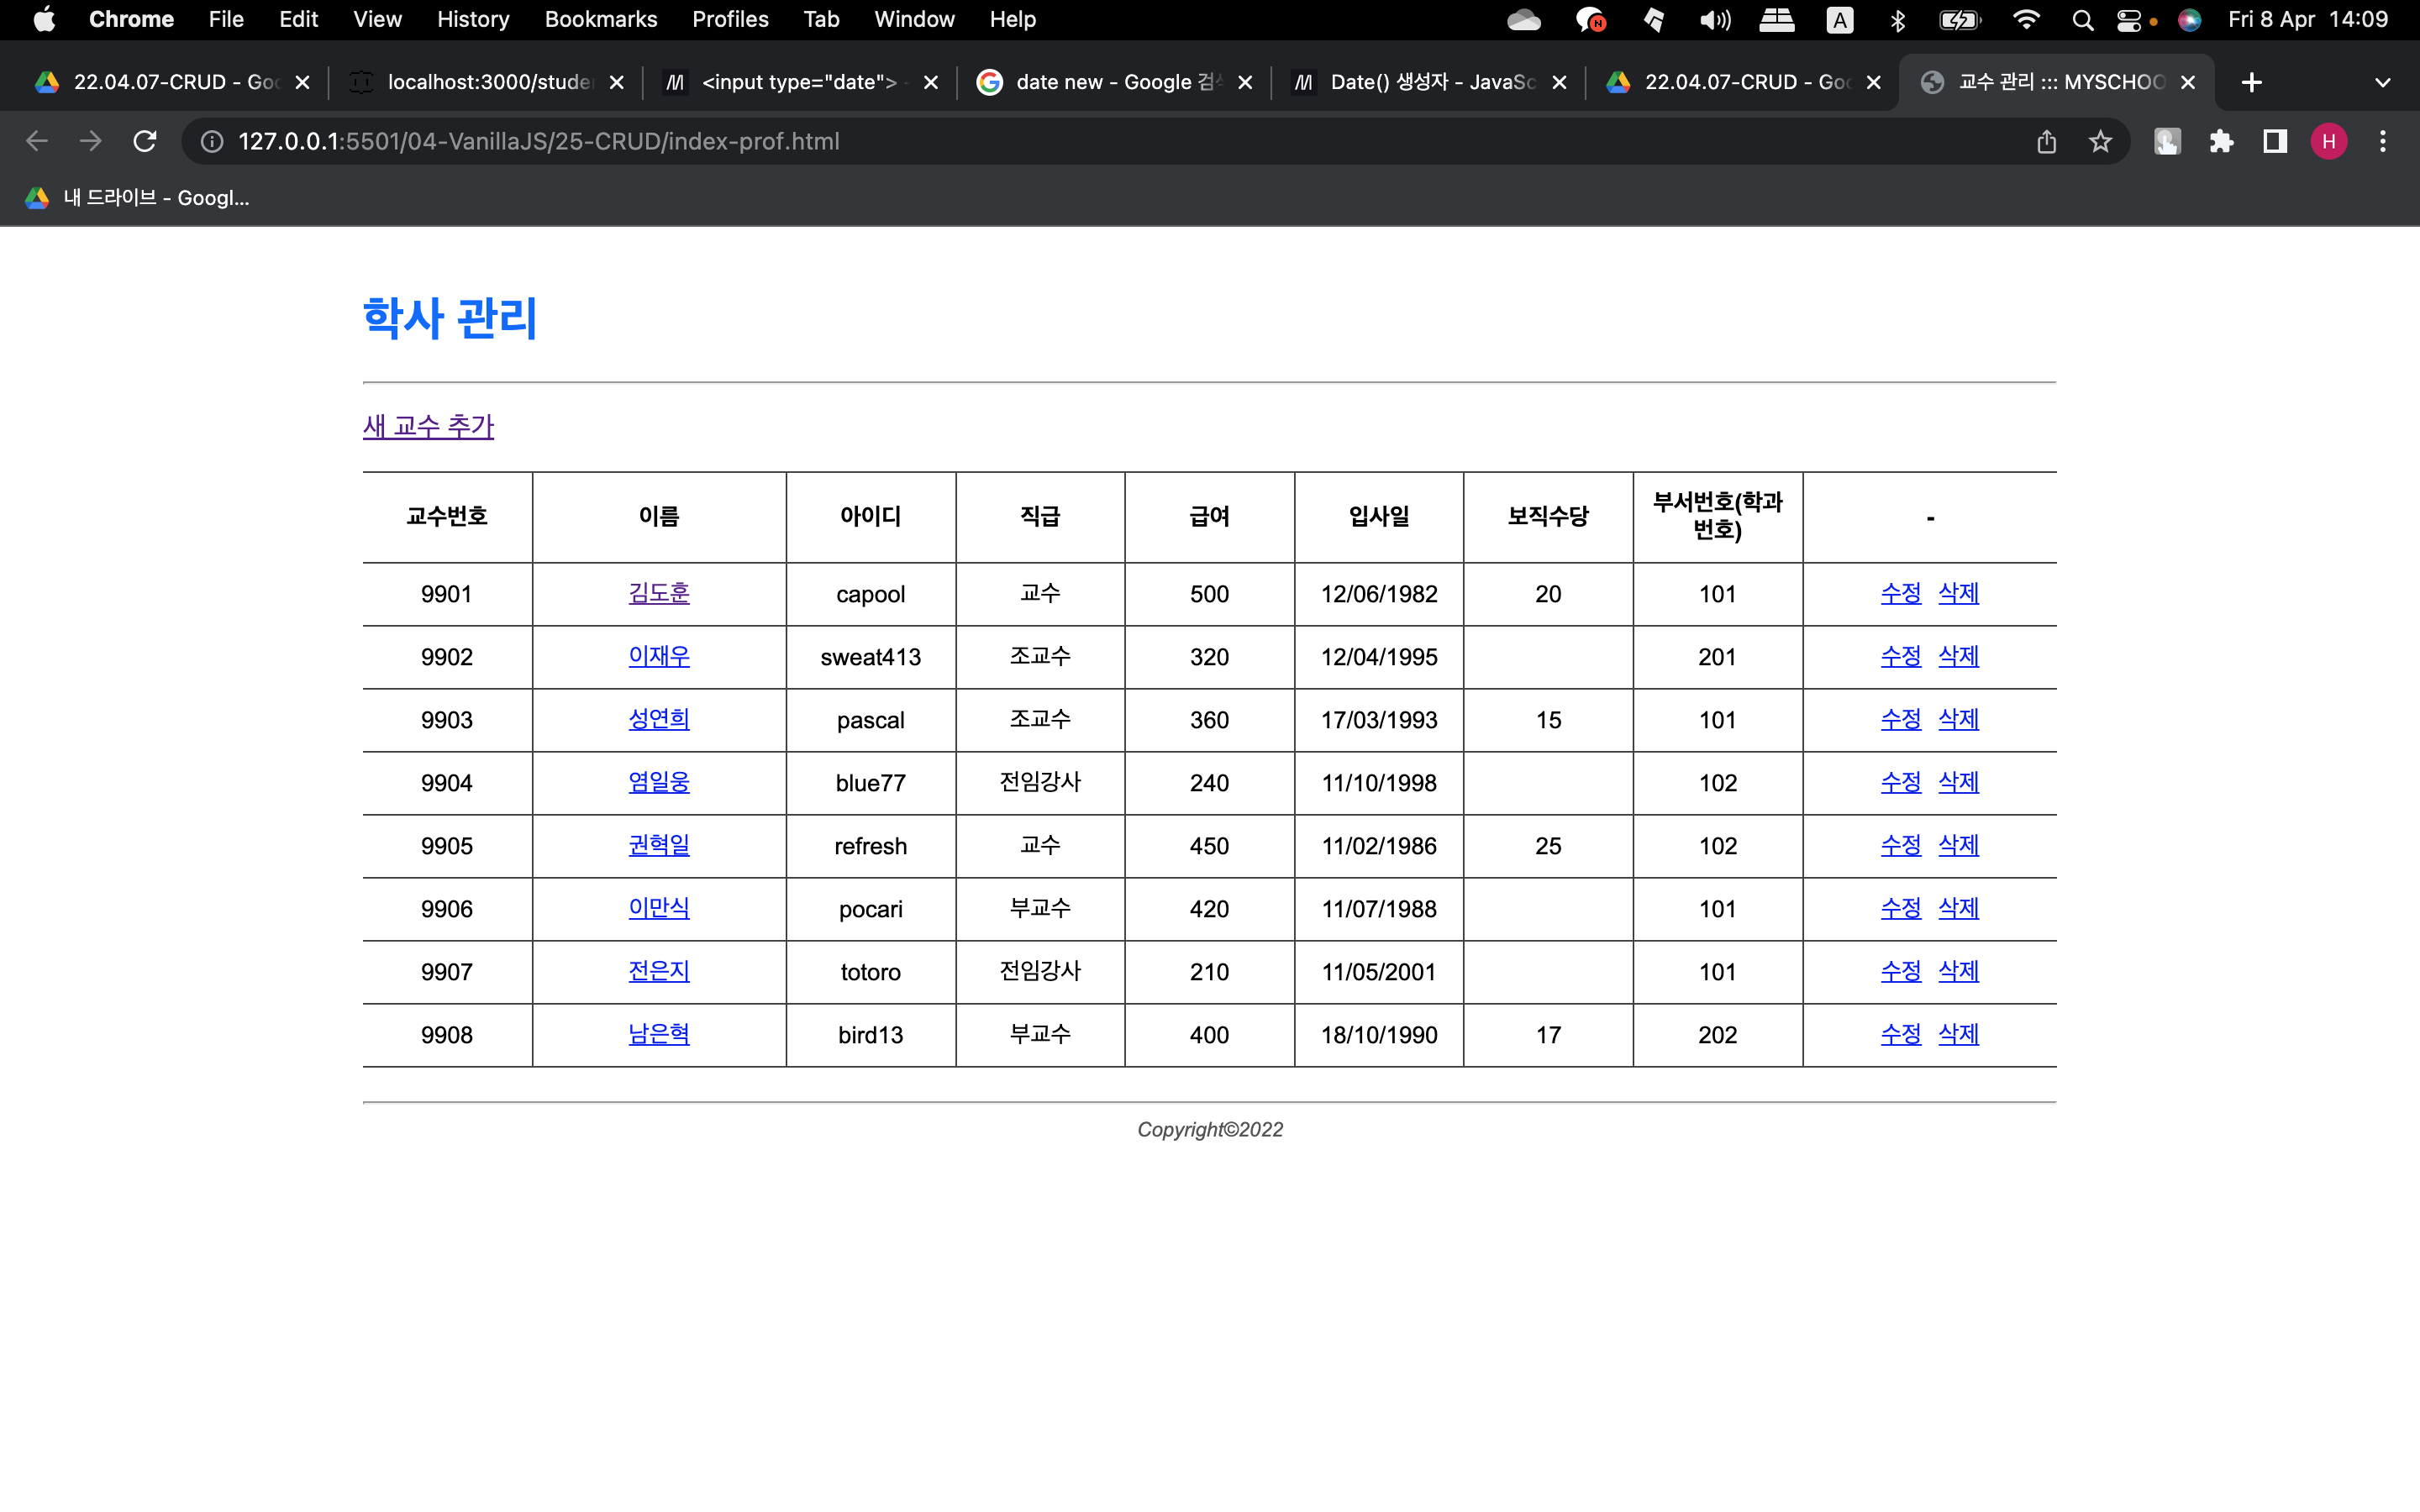 Chrome File Edit View History Bookmarks Profiles Tab Window Help A Fri 8 Apr 14:09
22.04.07-CRUD - Goo localhost:3000/stude <input type="date"> - date new - Google 검 Date() 생성자 - JavaSc 22.04.07-CRUD - Goo 교수 관리 ::: MYSCHOO
127.0.0.1:5501/04-VanillaJS/25-CRUD/index-prof.html H
내 드라이브 - Googl...
학사 관리
새 교수 추가
교수번호 이름 아이디 직급 급여 입사일 보직수당 부서번호(학과 번호) -
9901 김도훈 capool 교수 500 12/06/1982 20 101 수정 삭제
9902 이재우 sweat413 조교수 320 12/04/1995 201 수정 삭제
9903 성연희 pascal 조교수 360 17/03/1993 15 101 수정 삭제
9904 염일웅 blue77 전임강사 240 11/10/1998 102 수정 삭제
9905 권혁일 refresh 교수 450 11/02/1986 25 102 수정 삭제
9906 이만식 pocari 부교수 420 11/07/1988 101 수정 삭제
9907 전은지 totoro 전임강사 210 11/05/2001 101 수정 삭제
9908 남은혁 bird13 부교수 400 18/10/1990 17 202 수정 삭제
Copyright©2022